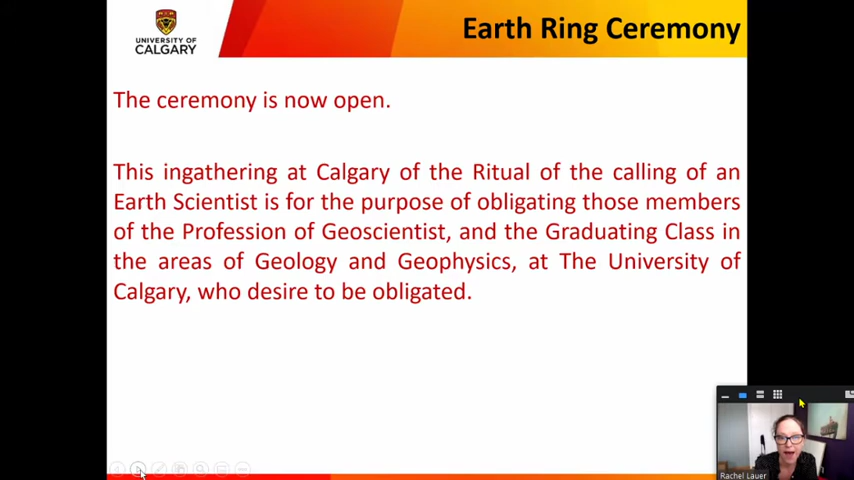 UNIVERSITY OF
CALGARY
Earth Ring Ceremony
The ceremony is now open.
This ingathering at Calgary of the Ritual of the calling of an
Earth Scientist is for the purpose of obligating those members
of the Profession of Geoscientist, and the Graduating Class in
the areas of Geology and Geophysics, at The University of
Calgary, who desire to be obligated.
Rachel Lauer